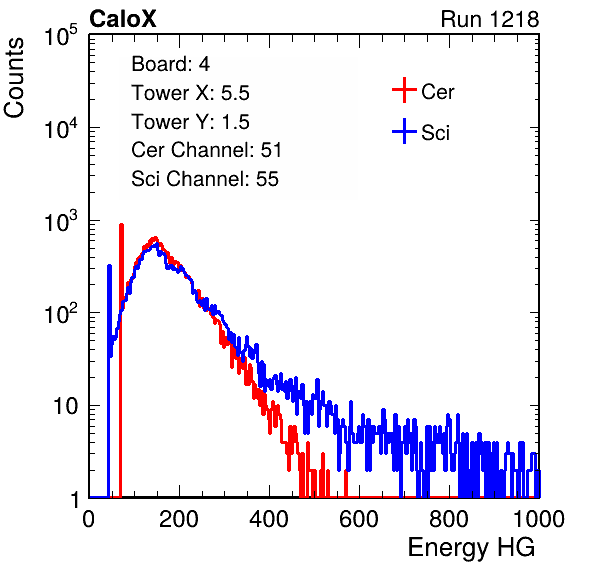 CaloX
Run 1218
Counts
10^5
10^4
10^3
10^2
10
1
Board: 4
Tower X: 5.5
Tower Y: 1.5
Cer Channel: 51
Sci Channel: 55
Cer
Sci
0 200 400 600 800 1000
Energy HG